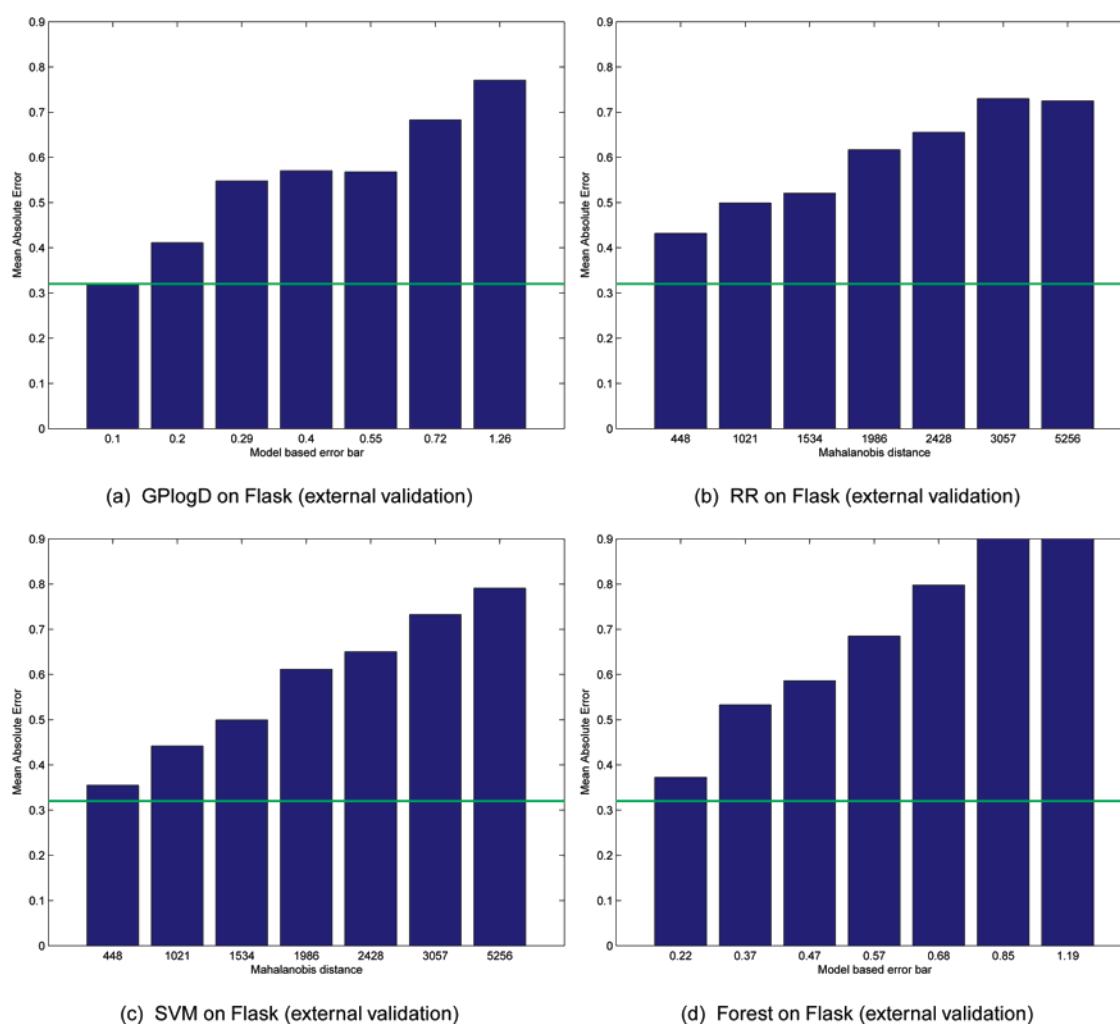 0.9
0.8
0.7
0.6
0.5
0.4
0.3
0.2
0.1
0
Mean Absolute Error
0.1 0.2 0.29 0.4 0.55 0.72 1.26
Model based error bar
(a) GPlogD on Flask (external validation)
0.9
0.8
0.7
0.6
0.5
0.4
0.3
0.2
0.1
0
Mean Absolute Error
448 1021 1534 1986 2428 3057 5256
Mahalanobis distance
(b) RR on Flask (external validation)
0.9
0.8
0.7
0.6
0.5
0.4
0.3
0.2
0.1
0
Mean Absolute Error
448 1021 1534 1986 2428 3057 5256
Mahalanobis distance
(c) SVM on Flask (external validation)
0.9
0.8
0.7
0.6
0.5
0.4
0.3
0.2
0.1
0
Mean Absolute Error
0.22 0.37 0.47 0.57 0.68 0.85 1.19
Model based error bar
(d) Forest on Flask (external validation)